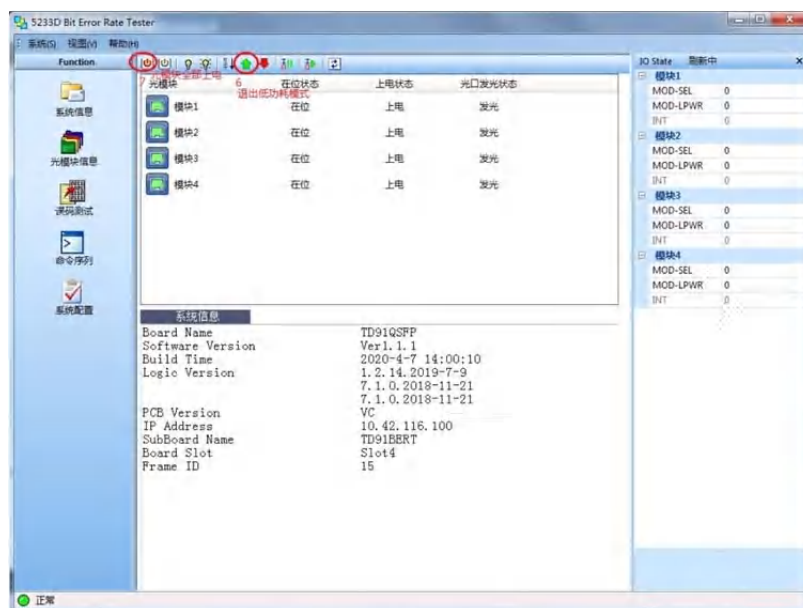 5233D Bit Error Rate Tester
系统(S) 视图(V) 帮助(H)
Function
系统信息
光模块信息
误码测试
命令序列
系统配置
7 光模块全部上电
6
退出低功耗模式
光模块 在位状态 上电状态 光口发光状态
模块1 在位 上电 发光
模块2 在位 上电 发光
模块3 在位 上电 发光
模块4 在位 上电 发光
系统信息
Board Name TD91QSFP
Software Version Ver1.1.1
Build Time 2020-4-7 14:00:10
Logic Version 1.2.14.2019-7-9
7.1.0.2018-11-21
7.1.0.2018-11-21
PCB Version VC
IP Address 10.42.116.100
SubBoard Name TD91BERT
Board Slot Slot4
Frame ID 15
IO State 刷新中
模块1
MOD-SEL 0
MOD-LPWR 0
INT 0
模块2
MOD-SEL 0
MOD-LPWR 0
INT 0
模块3
MOD-SEL 0
MOD-LPWR 0
INT 0
模块4
MOD-SEL 0
MOD-LPWR 0
INT 0
正常